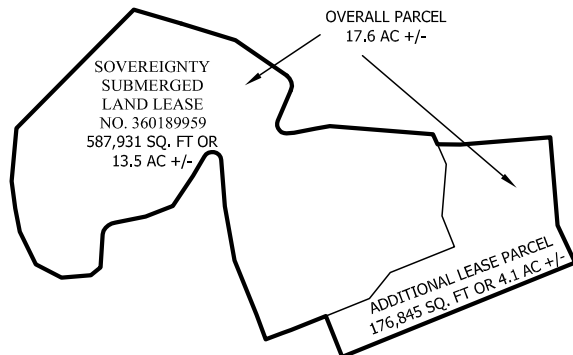 OVERALL PARCEL
17.6 AC +/-
SOVEREIGNTY
SUBMERGED
LAND LEASE
NO. 360189959
587,931 SQ. FT OR
13.5 AC +/-
ADDITIONAL LEASE PARCEL
176,845 SQ. FT OR 4.1 AC +/-